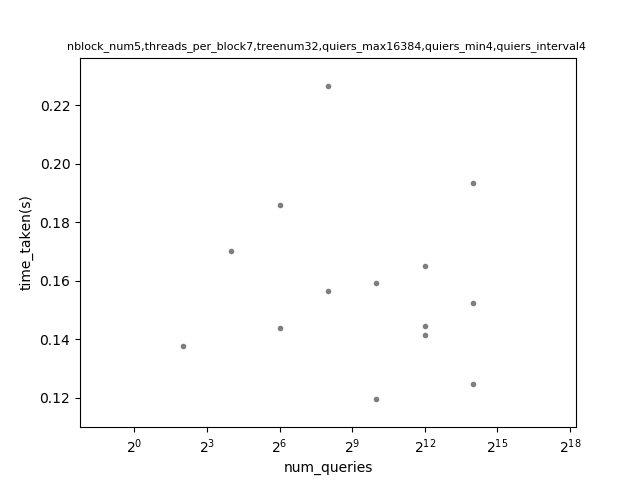 nblock_num5,threads_per_block7,treenum32,quiers_max16384,quiers_min4,quiers_interval4
0.22
0.20
0.18
0.16
0.14
0.12
time_taken(s)
2^0 2^3 2^6 2^9 2^12 2^15 2^18
num_queries